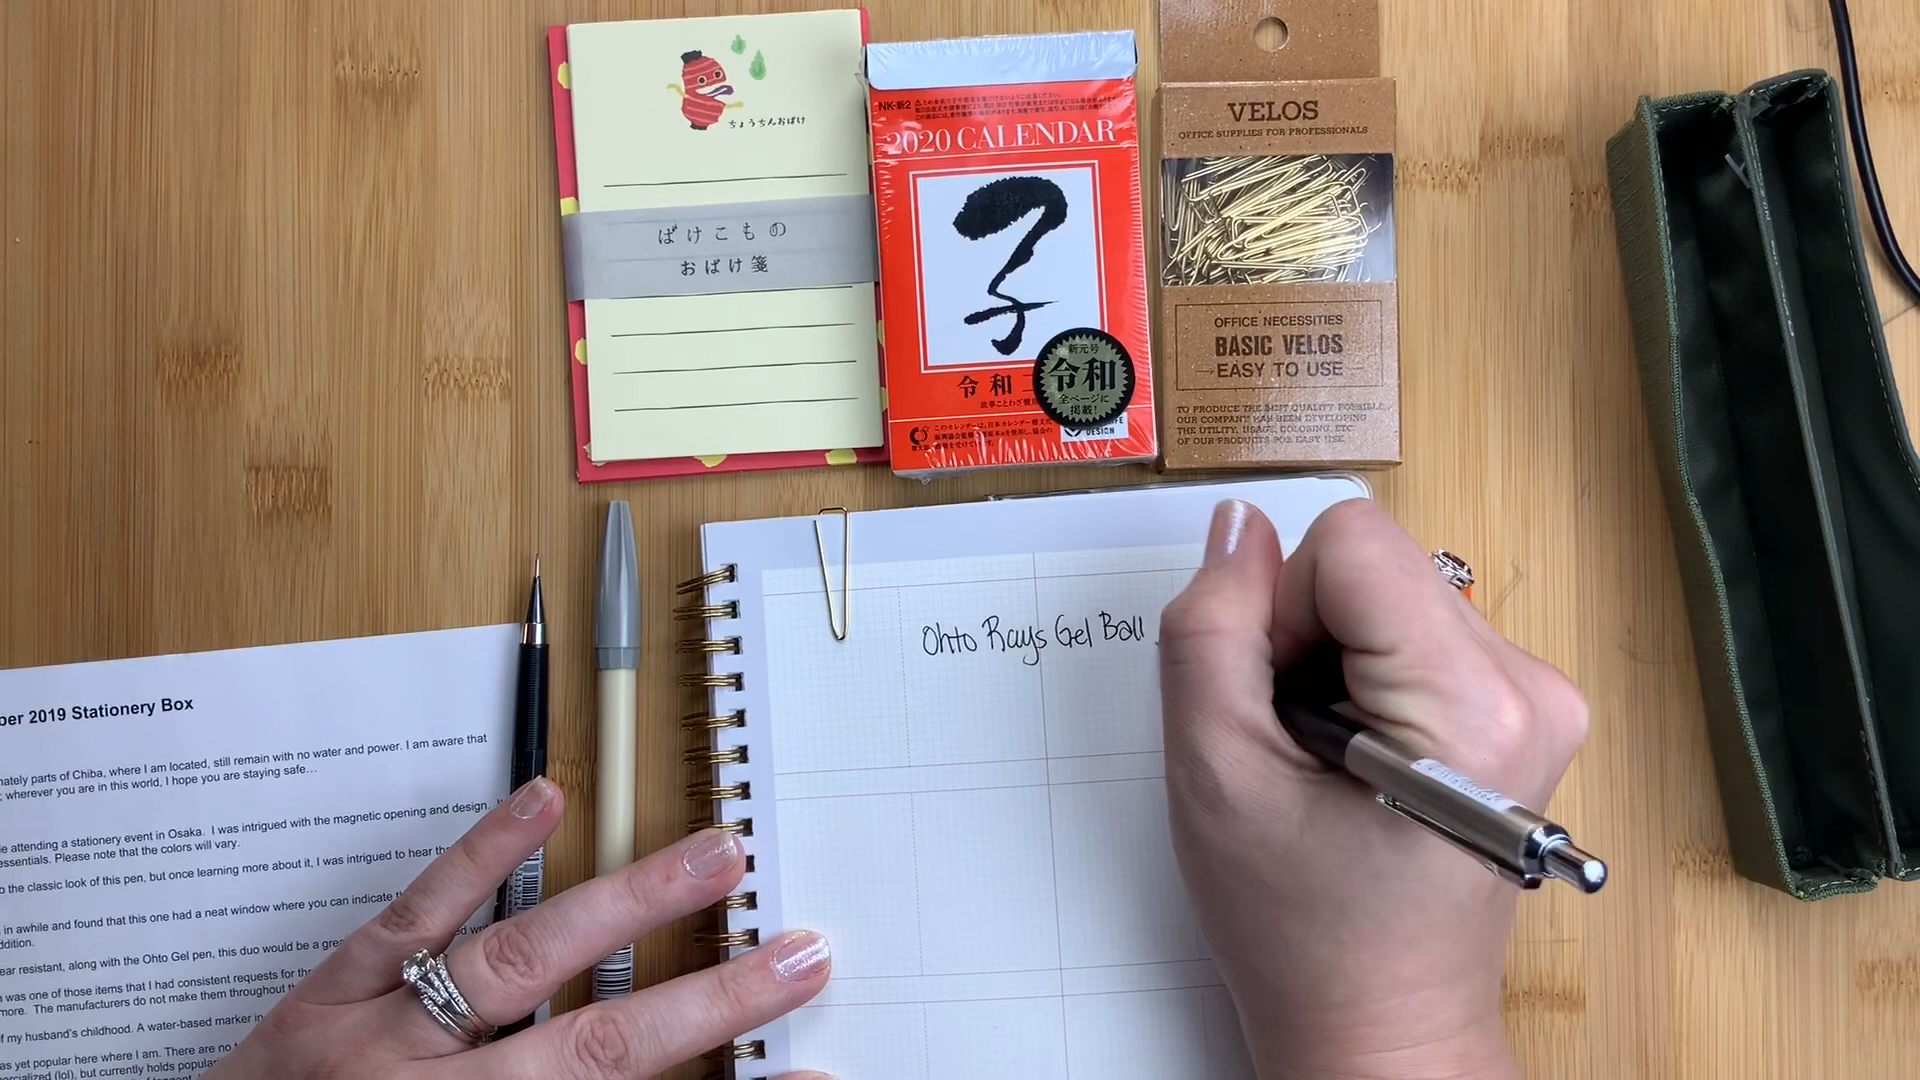 ちょうちんおばけ
ばけこもの
おばけ箋
NK-新2
2020 CALENDAR
子
令和
新元号
令和
全ページに
掲載!
DESIGN
VELOS
OFFICE SUPPLIES FOR PROFESSIONALS
OFFICE NECESSITIES
BASIC VELOS
EASY TO USE
TO PRODUCE THE BEST QUALITY POSSIBLE,
OUR COMPANY HAS BEEN DEVELOPING
THE UTILITY, USAGE, COLORING, ETC.
OF OUR PRODUCTS FOR EASY USE.
Ohto Rays Gel Ball
ber 2019 Stationery Box
nately parts of Chiba, where I am located, still remain with no water and power. I am aware that
; wherever you are in this world, I hope you are staying safe...
le attending a stationery event in Osaka. I was intrigued with the magnetic opening and design.
essentials. Please note that the colors will vary.
o the classic look of this pen, but once learning more about it, I was intrigued to hear
in awhile and found that this one had a neat window where you can indicate
ddition.
ear resistant, along with the Ohto Gel pen, this duo would be a
was one of those items that I had consistent requests for
more. The manufacturers do not make them throughout
f my husband's childhood. A water-based marker in
as yet popular here where I am. There are no
ercialized (lol), but currently holds